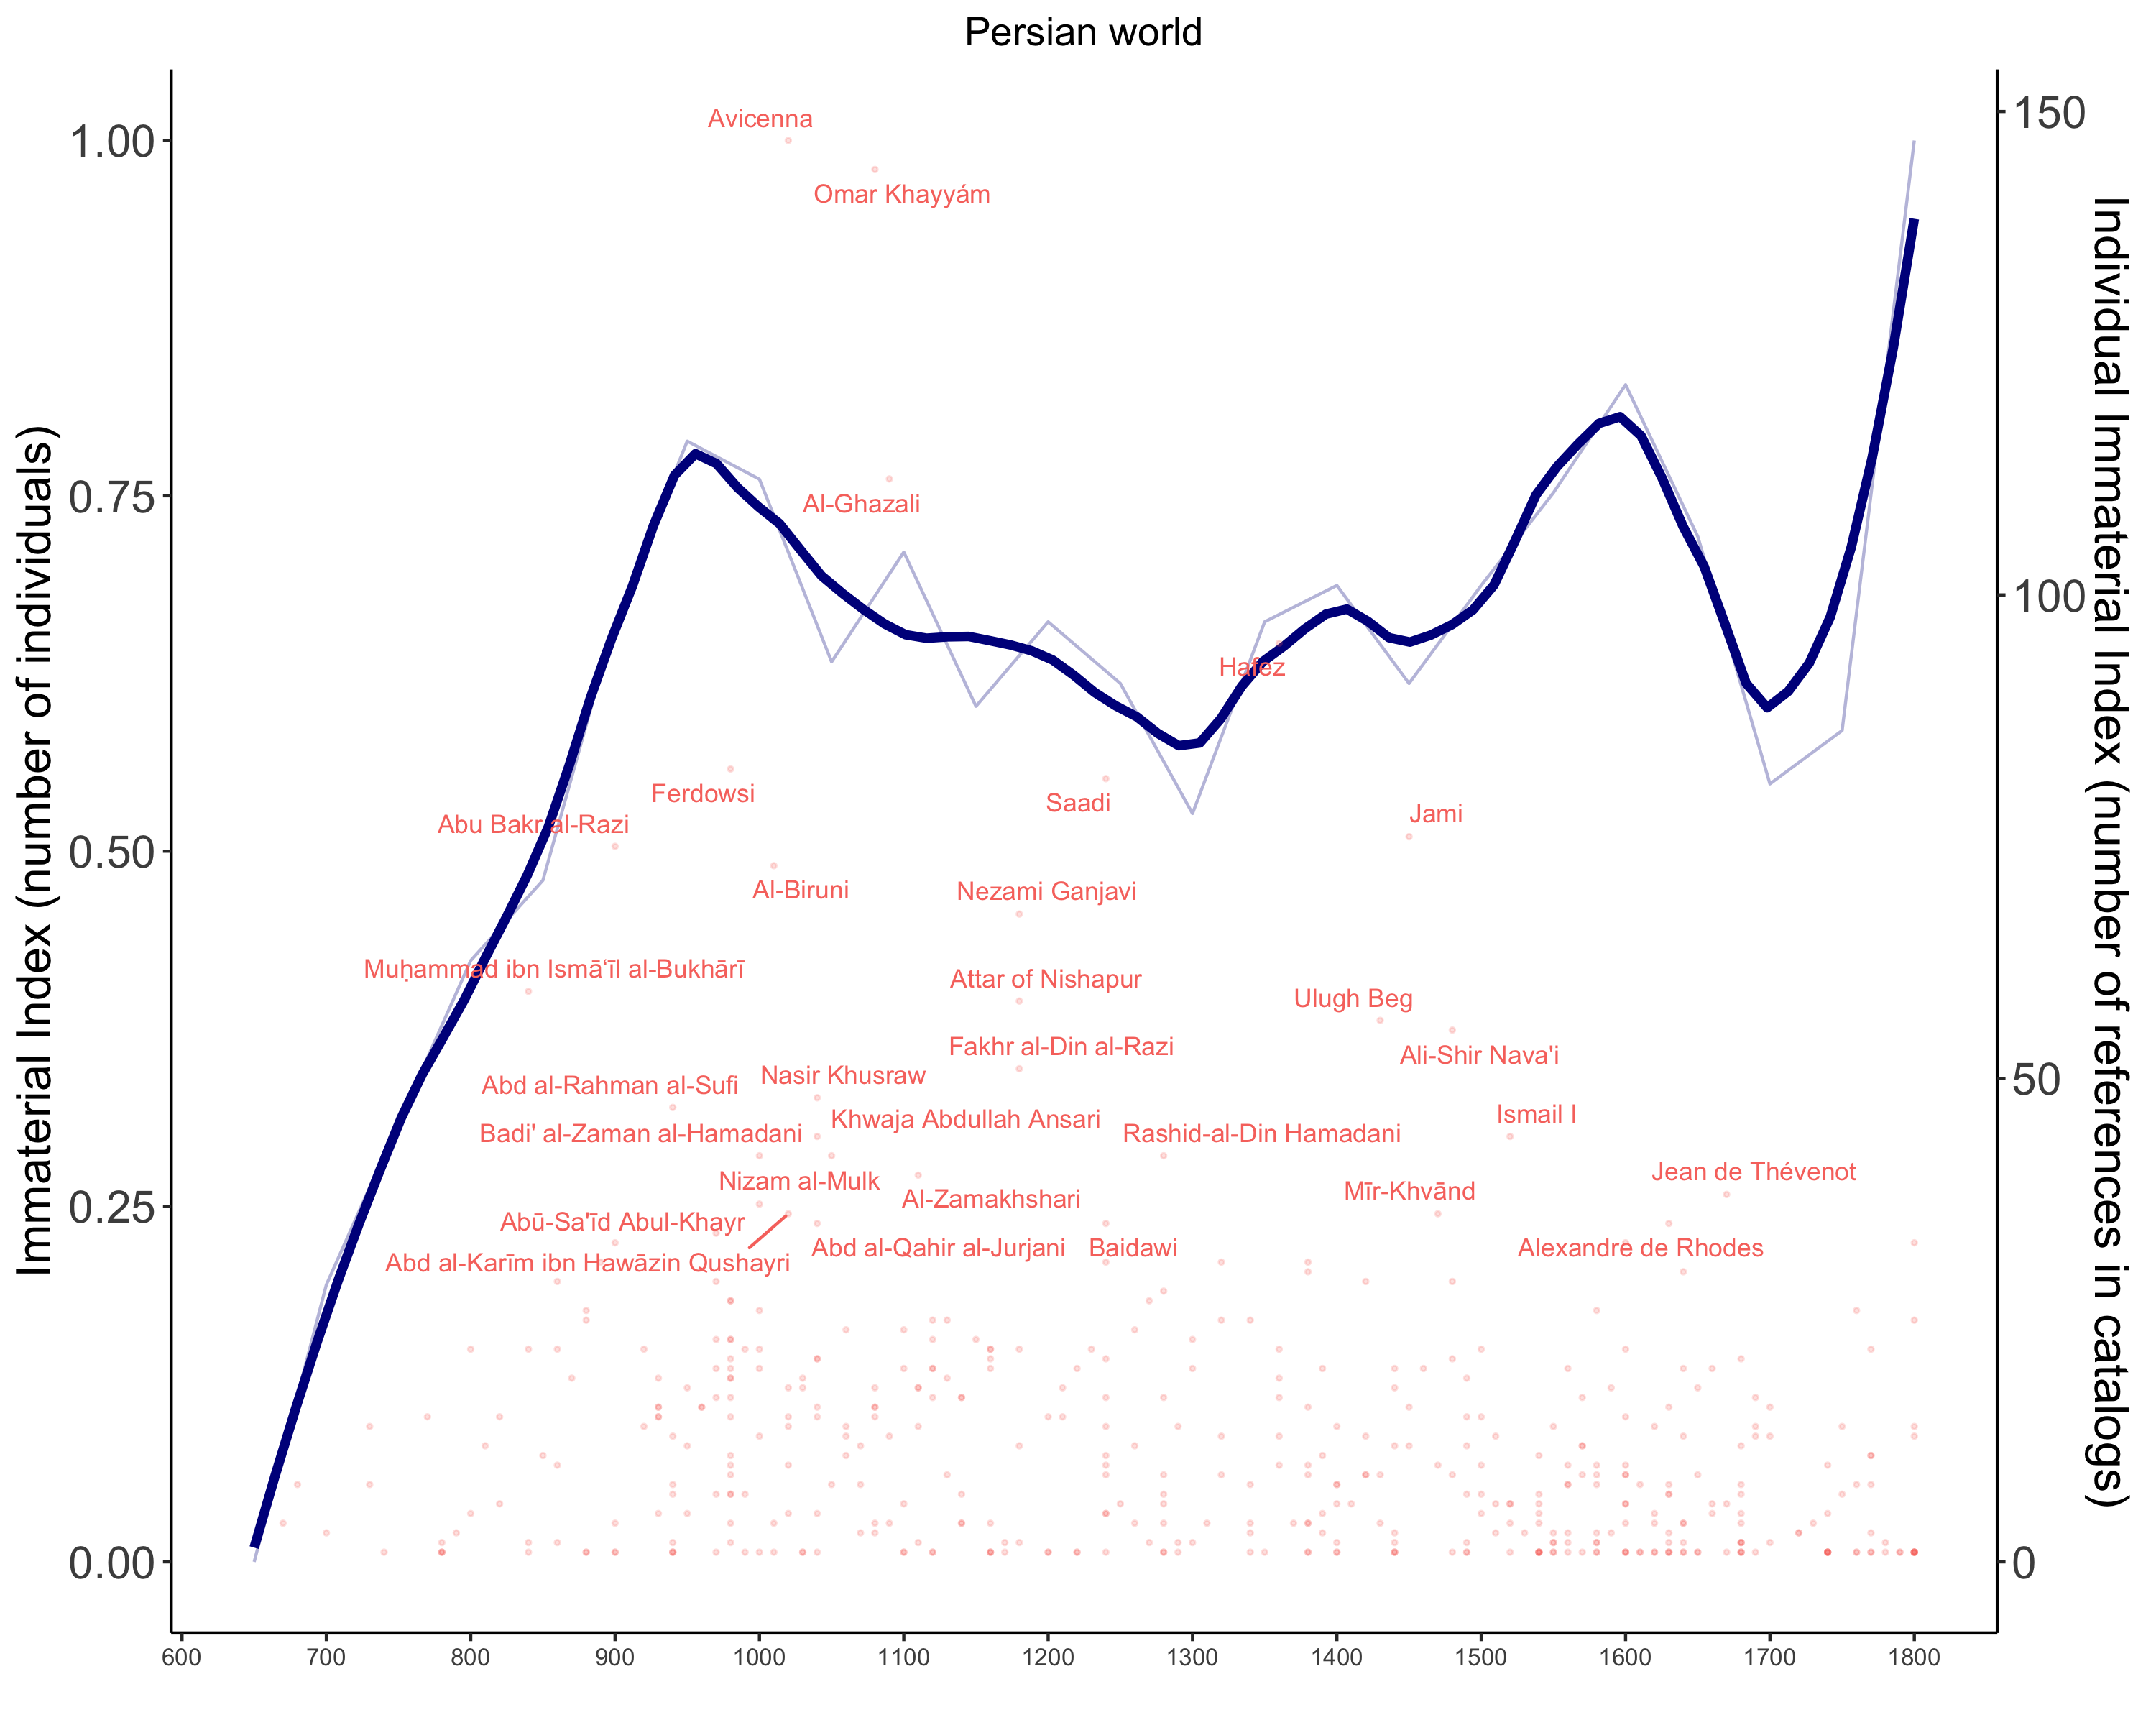 Persian world
Avicenna
Omar Khayyám
Al-Ghazali
Hafez
Ferdowsi
Saadi
Jami
Abu Bakr al-Razi
Al-Biruni
Nezami Ganjavi
Muḥammad ibn Ismāʻīl al-Bukhārī
Attar of Nishapur
Ulugh Beg
Fakhr al-Din al-Razi
Ali-Shir Nava'i
Nasir Khusraw
Abd al-Rahman al-Sufi
Khwaja Abdullah Ansari
Ismail I
Badi' al-Zaman al-Hamadani
Rashid-al-Din Hamadani
Nizam al-Mulk
Jean de Thévenot
Al-Zamakhshari
Mīr-Khvānd
Abū-Sa'īd Abul-Khayr
Abd al-Qahir al-Jurjani
Baidawi
Alexandre de Rhodes
Abd al-Karīm ibn Hawāzin Qushayri
Immaterial Index (number of individuals)
1.00
0.75
0.50
0.25
0.00
Individual Immaterial Index (number of references in catalogs)
150
100
50
0
600 700 800 900 1000 1100 1200 1300 1400 1500 1600 1700 1800